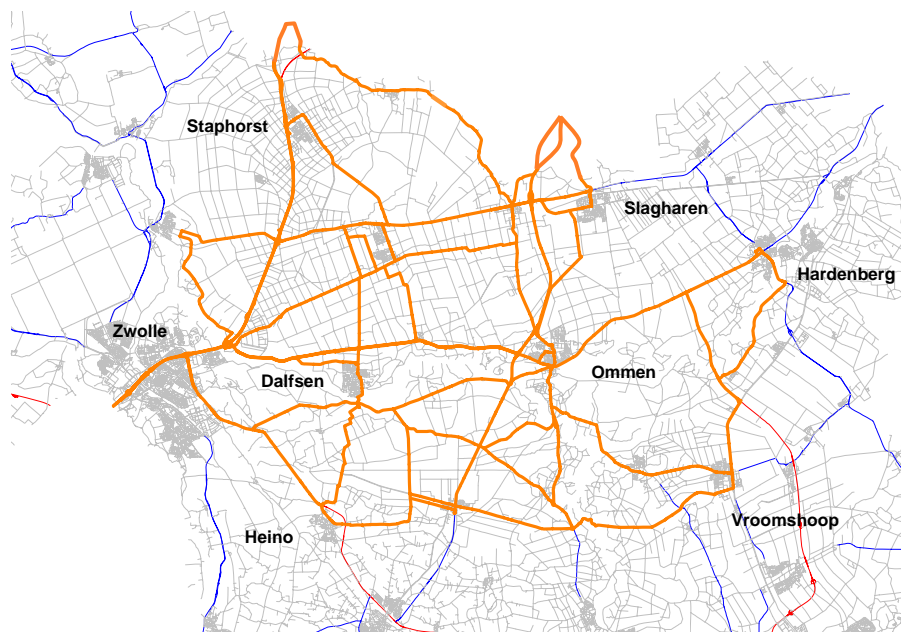 Staphorst
Slagharen
Hardenberg
Zwolle
Dalfsen
Ommen
Vroomshoop
Heino